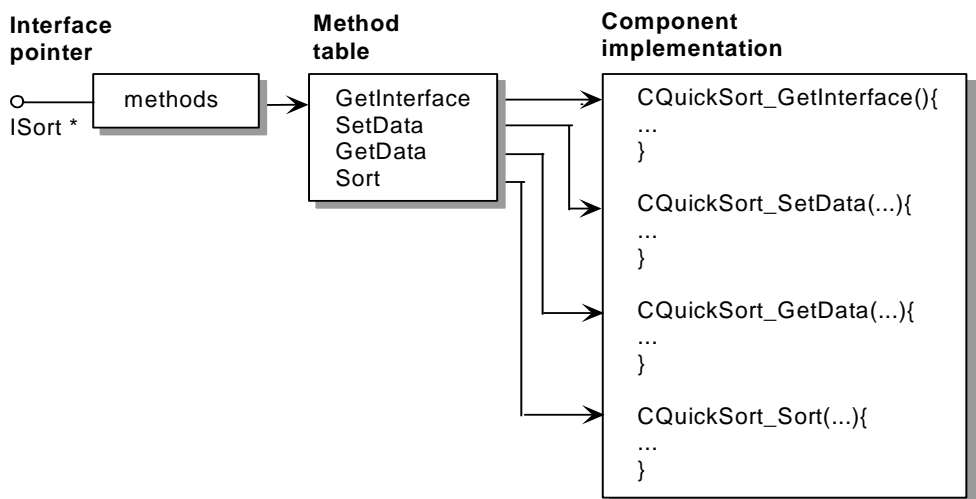 Interface
pointer
ISort *
methods
Method
table
GetInterface
SetData
GetData
Sort
Component
implementation
CQuickSort_GetInterface(){
...
}
CQuickSort_SetData(...){
...
}
CQuickSort_GetData(...){
...
}
CQuickSort_Sort(...){
...
}